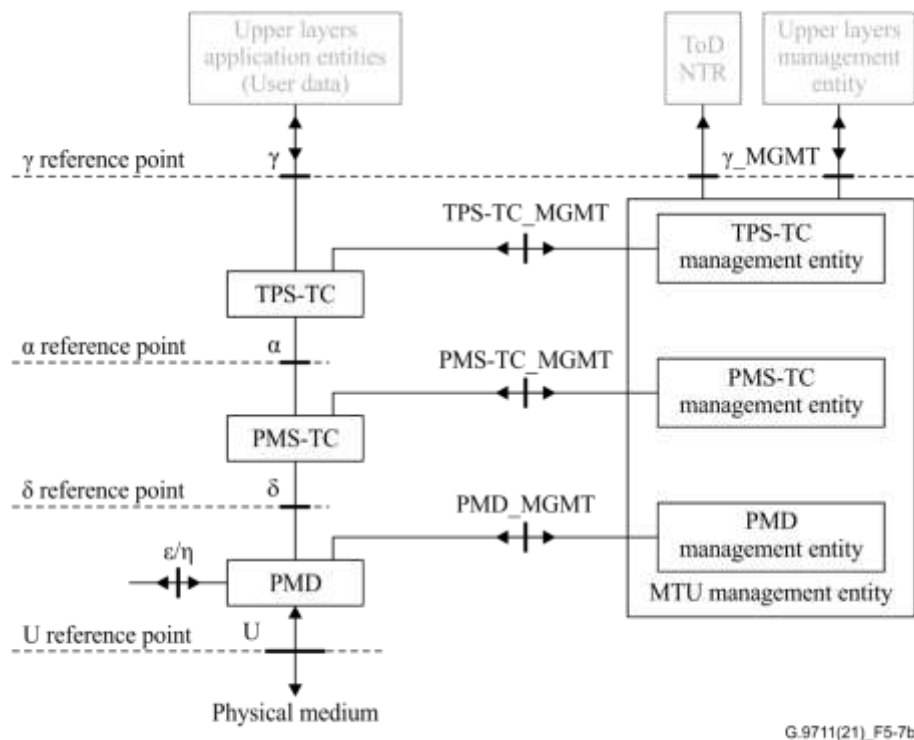 Upper layers
application entities
(User data)
ToD
NTR
Upper layers
management
entity
γ reference point
γ
γ_MGMT
TPS-TC_MGMT
TPS-TC
management entity
TPS-TC
α reference point
α
PMS-TC_MGMT
PMS-TC
management entity
PMS-TC
δ reference point
δ
PMD_MGMT
PMD
management entity
ε/η
PMD
MTU management entity
U reference point
U
Physical medium
G.9711(21)_F5-7b